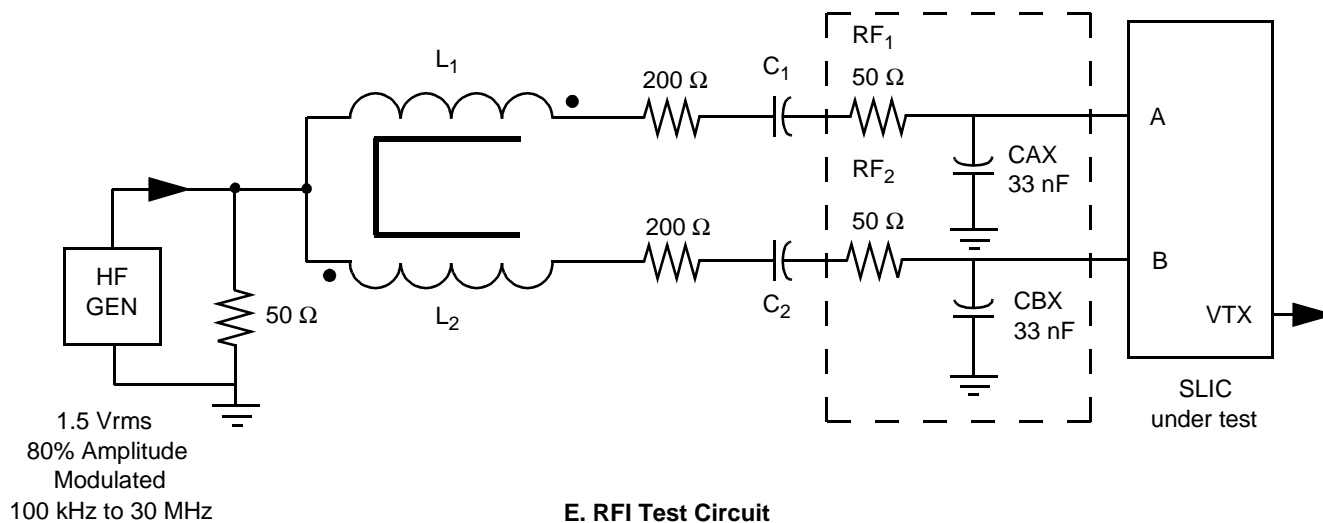 L1
200 Ω
C1
RF1
50 Ω
A
CAX
33 nF
RF2
50 Ω
200 Ω
B
HF
GEN
50 Ω
L2
C2
CBX
33 nF
VTX
SLIC
under test
1.5 Vrms
80% Amplitude
Modulated
100 kHz to 30 MHz
E. RFI Test Circuit